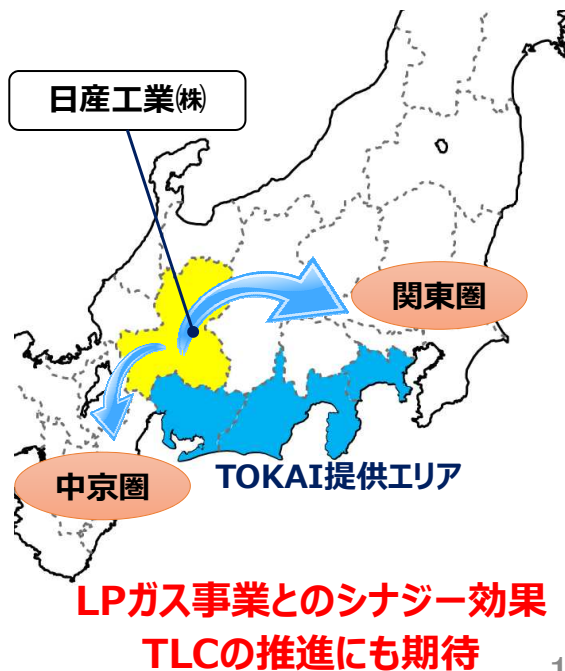 日産工業㈱
関東圏
中京圏
TOKAI提供エリア
LPガス事業とのシナジー効果
TLCの推進にも期待
1